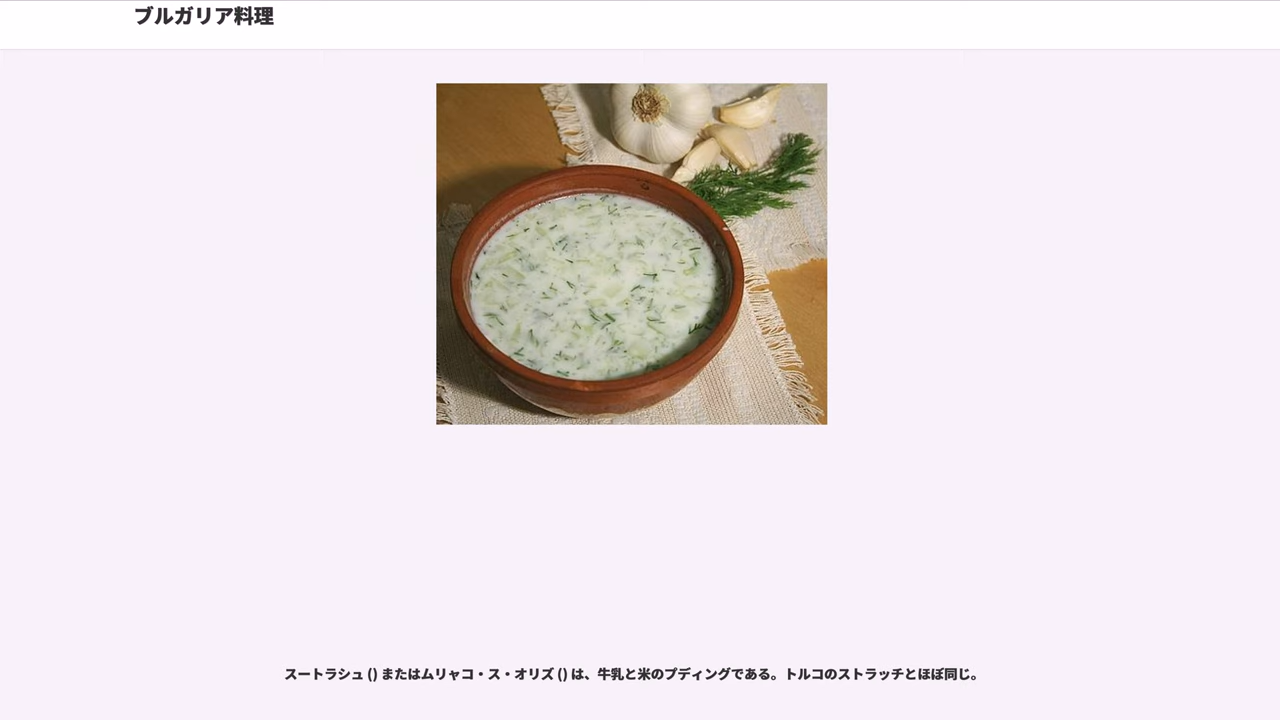 ブルガリア料理
スートラシュ () またはムリャコ・ス・オリズ () は、牛乳と米のプディングである。トルコのストラッチとほぼ同じ。